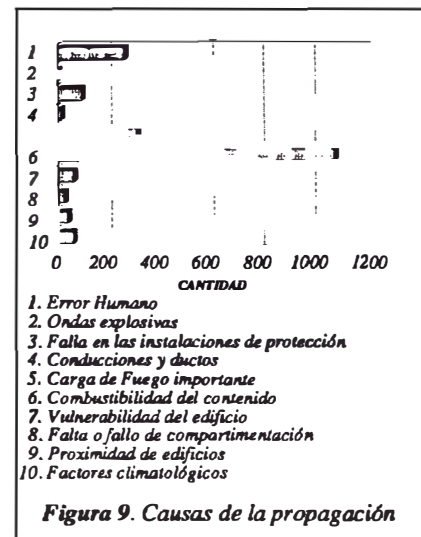 1
2
3
4
6
7
8
9
10
0 200 400 600 800 1000 1200
CANTIDAD
1. Error Humano
2. Ondas explosivas
3. Falla en las instalaciones de protección
4. Conducciones y ductos
5. Carga de Fuego importante
6. Combustibilidad del contenido
7. Vulnerabilidad del edificio
8. Falta o fallo de compartimentación
9. Proximidad de edificios
10. Factores climatológicos
Figura 9. Causas de la propagación